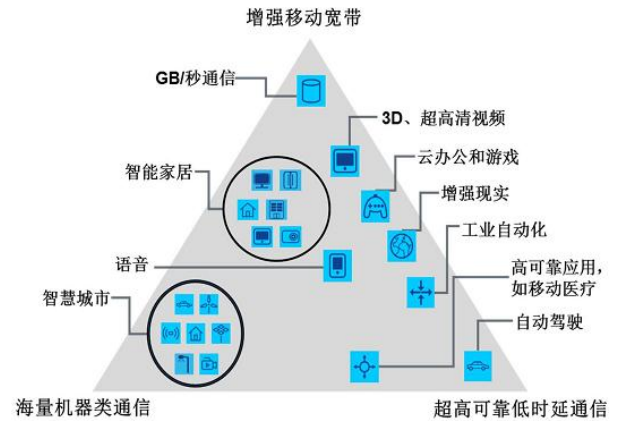 增强移动宽带
GB/秒通信
3D、超高清视频
云办公和游戏
智能家居
增强现实
工业自动化
语音
高可靠应用，
如移动医疗
智慧城市
自动驾驶
海量机器类通信
超高可靠低时延通信